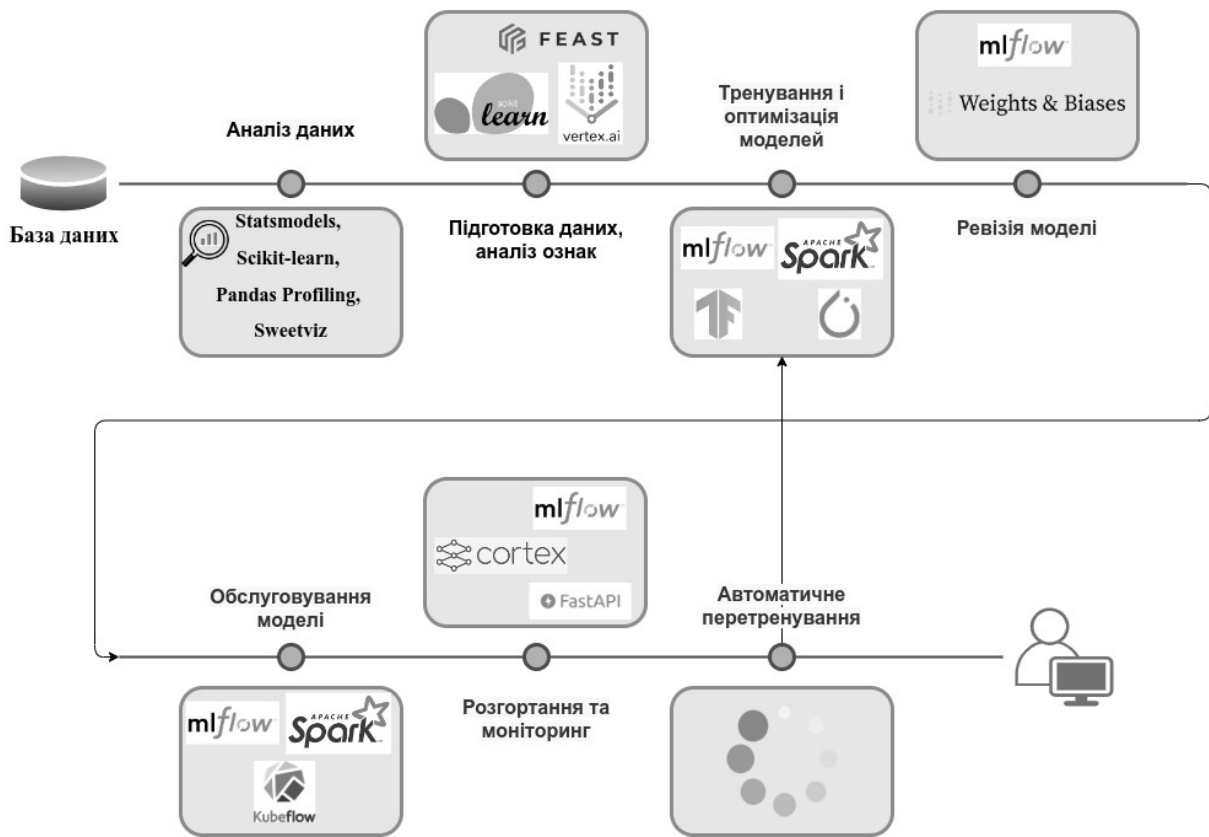 База даних
Аналіз даних
Statsmodels,
Scikit-learn,
Pandas Profiling,
Sweetviz
FEAST
scikit
learn
vertex.ai
Підготовка даних,
аналіз ознак
Тренування і
оптимізація
моделей
mlflow
APACHE
Spark
mlflow
Weights & Biases
Ревізія моделі
Обслуговування
моделі
mlflow
APACHE
Spark
Kubeflow
mlflow
cortex
FastAPI
Розгортання та
моніторинг
Автоматичне
перетренування